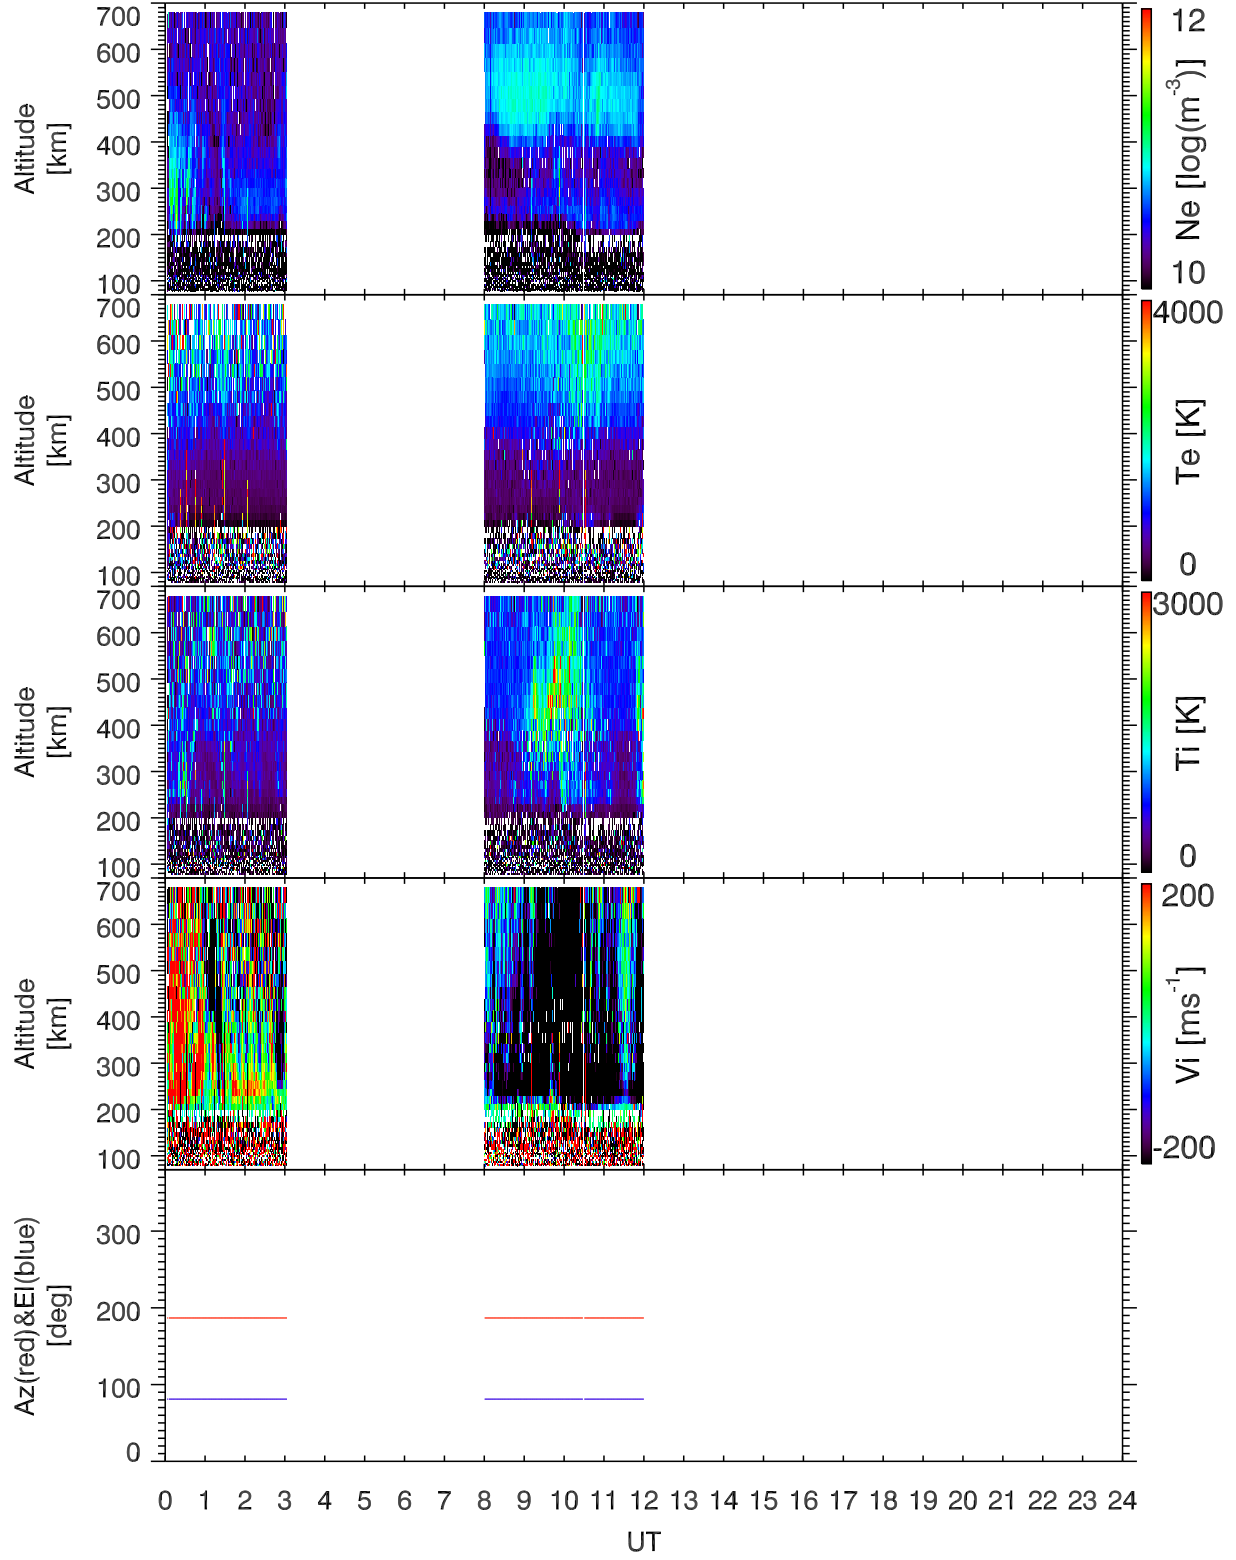 700
600
500
400
300
200
100
Altitude
[km]
12
10
Ne [log(m⁻³)]
700
600
500
400
300
200
100
Altitude
[km]
4000
0
Te [K]
700
600
500
400
300
200
100
Altitude
[km]
3000
0
Ti [K]
700
600
500
400
300
200
100
Altitude
[km]
200
-200
Vi [ms⁻¹]
300
200
100
0
Az(red)&El(blue)
[deg]
0 1 2 3 4 5 6 7 8 9 10 11 12 13 14 15 16 17 18 19 20 21 22 23 24
UT